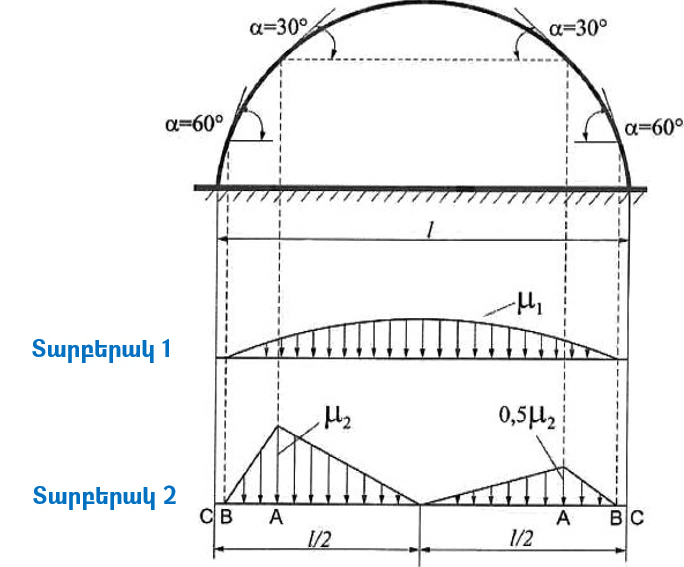 α=30° α=30°
α=60° α=60°
l
μ₁
Տարբերակ 1
μ₂ 0,5μ₂
Տարբերակ 2
C B A A B C
l/2 l/2